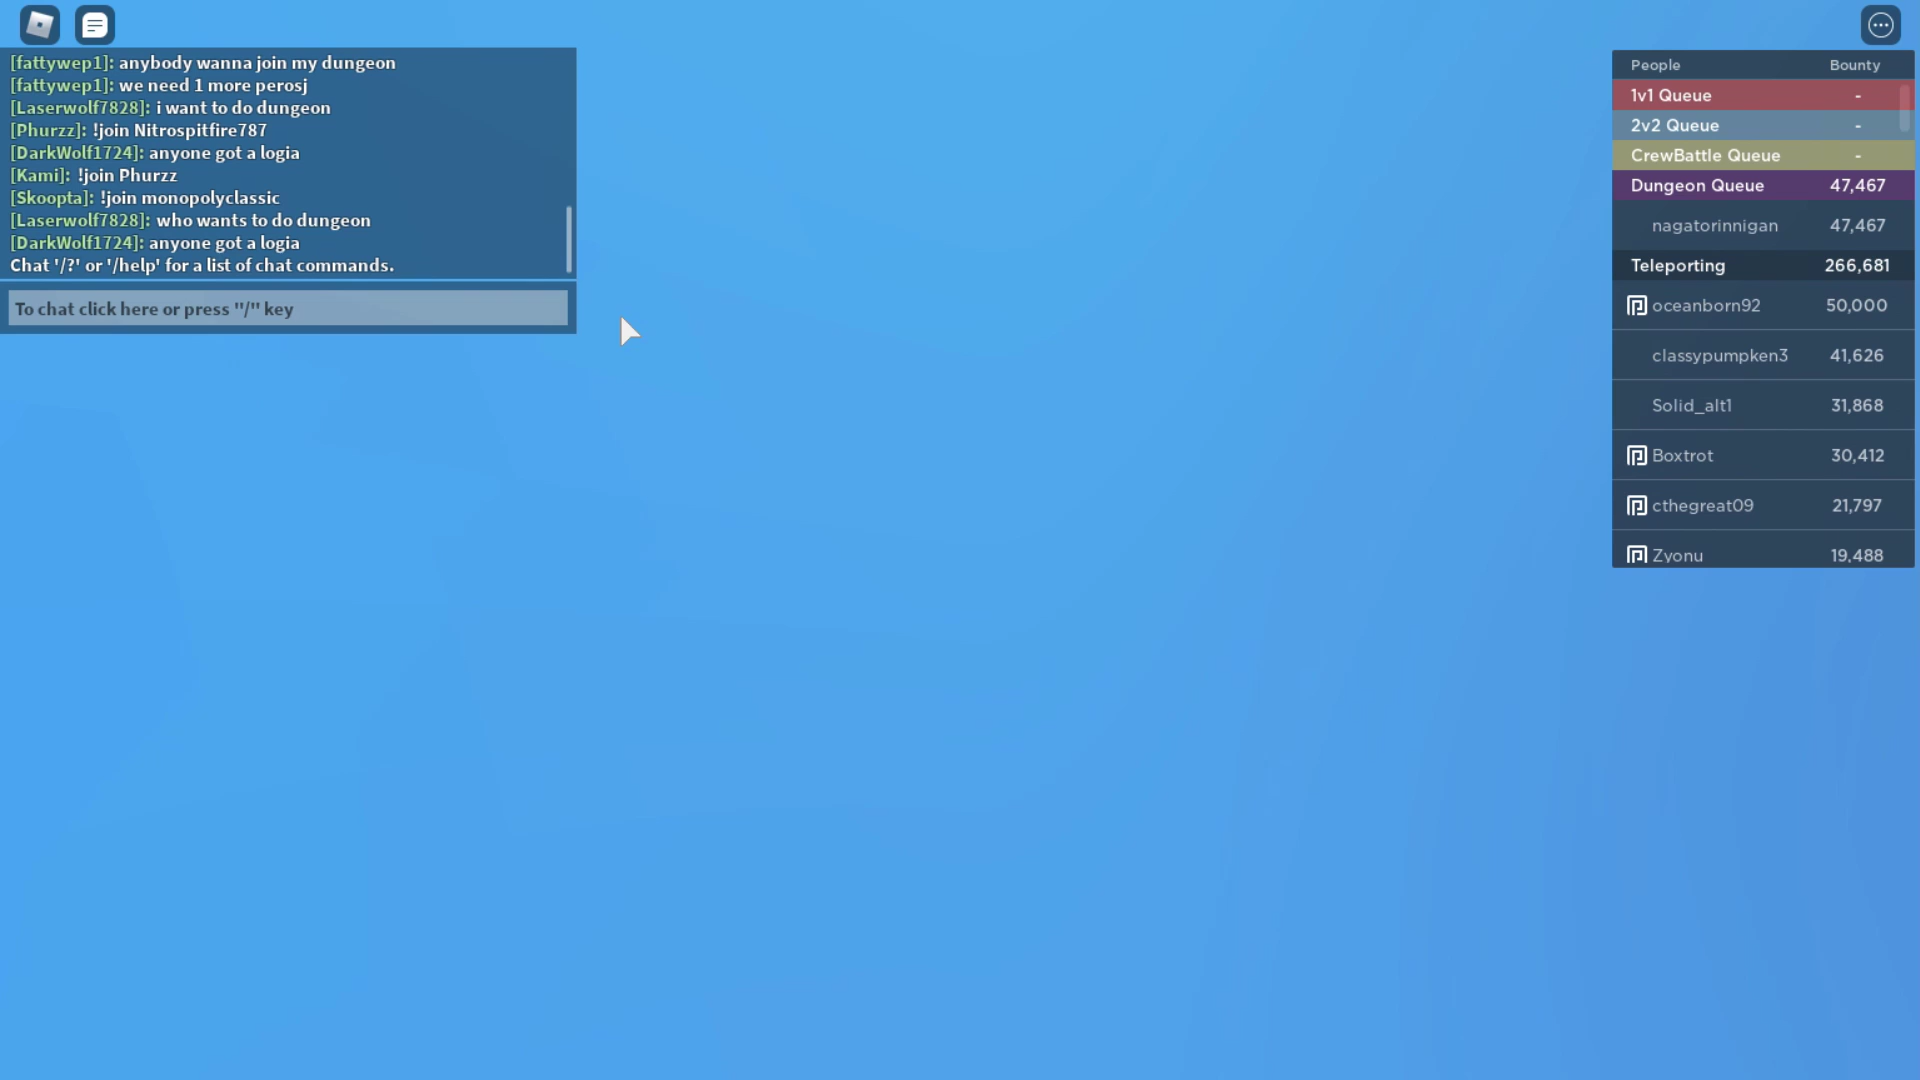 [fattywep1]: anybody wanna join my dungeon
[fattywep1]: we need 1 more perosj
[Laserwolf7828]: i want to do dungeon
[Phurzz]: !join Nitrospitfire787
[DarkWolf1724]: anyone got a logia
[Kami]: !join Phurzz
[Skoopta]: !join monopolyclassic
[Laserwolf7828]: who wants to do dungeon
[DarkWolf1724]: anyone got a logia
Chat '/?' or '/help' for a list of chat commands.
To chat click here or press "/" key
People Bounty
1v1 Queue -
2v2 Queue -
CrewBattle Queue -
Dungeon Queue 47,467
nagatorinnigan 47,467
Teleporting 266,681
oceanborn92 50,000
classypumpken3 41,626
Solid_alt1 31,868
Boxtrot 30,412
cthegreat09 21,797
Zyonu 19,488